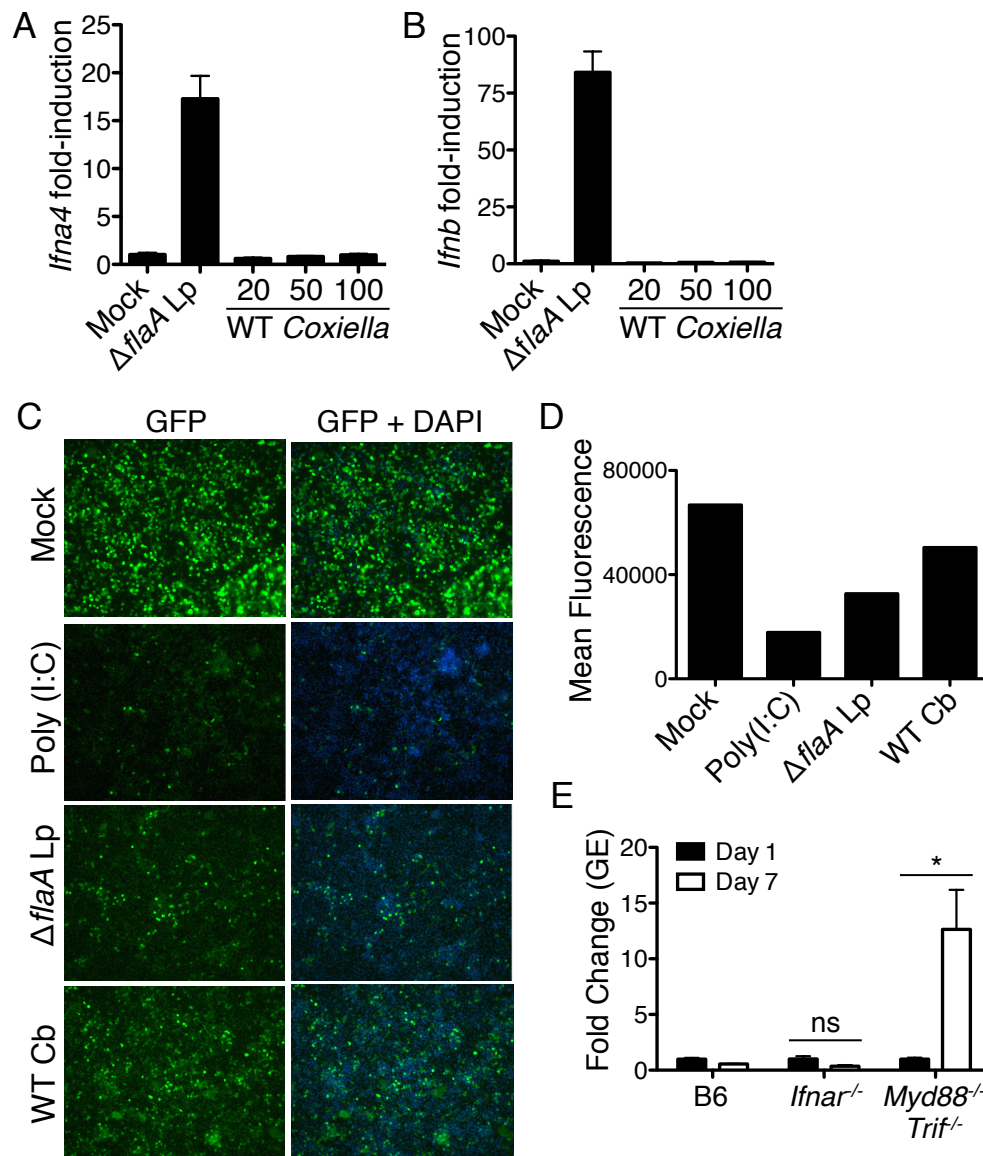 A
Ifna4 fold-induction
25
20
15
10
5
0
Mock
ΔflaA Lp
20 50 100
WT Coxiella
B
Ifnb fold-induction
100
75
50
25
0
Mock
ΔflaA Lp
20 50 100
WT Coxiella
C
GFP GFP + DAPI
Mock
Poly (I:C)
ΔflaA Lp
WT Cb
D
Mean Fluorescence
80000
40000
0
Mock
Poly(I:C)
ΔflaA Lp
WT Cb
E
Fold Change (GE)
20
15
10
5
0
Day 1
Day 7
ns
*
B6
Ifnar-/-
Myd88-/-
Trif-/-